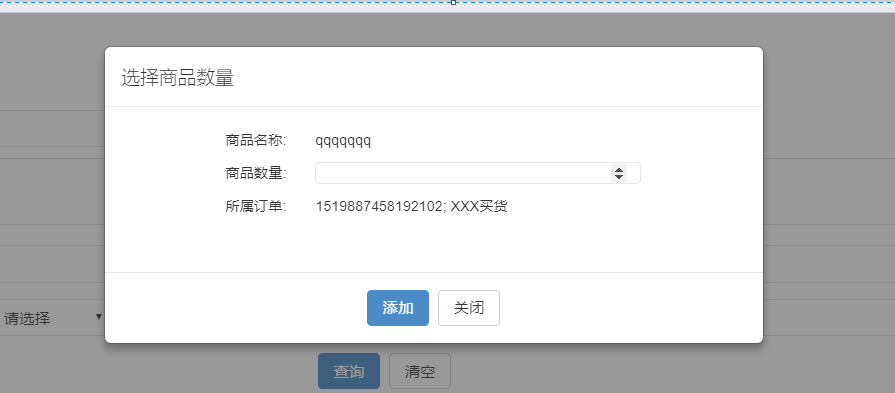 选择商品数量
商品名称: qqqqqqq
商品数量:
所属订单: 1519887458192102; XXX买货
添加 关闭
请选择
查询 清空